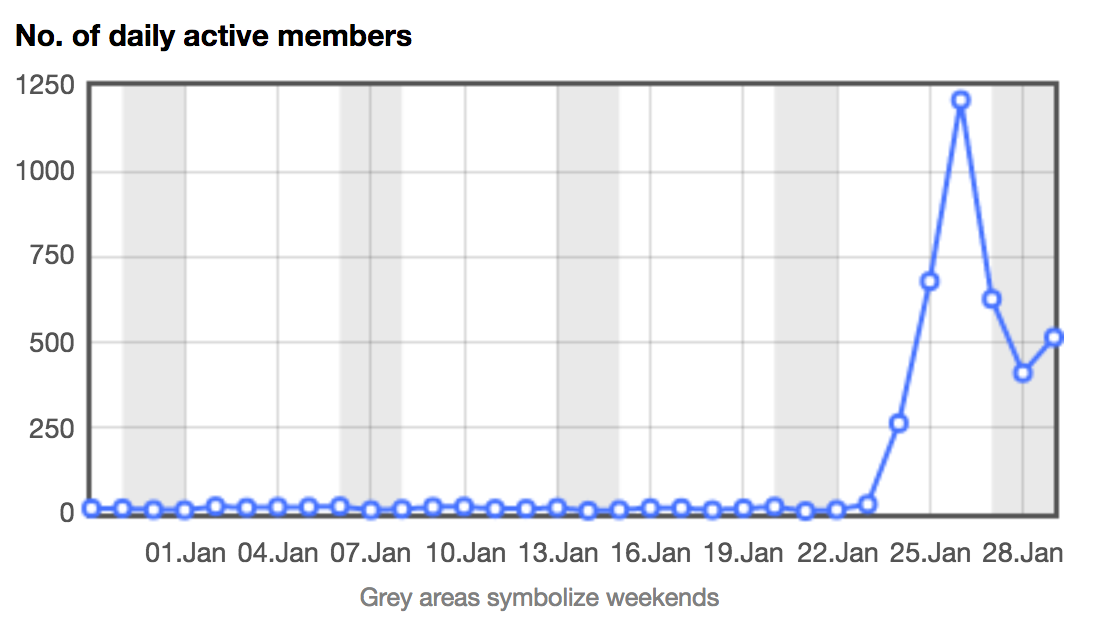 No. of daily active members
1250
1000
750
500
250
0
01.Jan 04.Jan 07.Jan 10.Jan 13.Jan 16.Jan 19.Jan 22.Jan 25.Jan 28.Jan
Grey areas symbolize weekends